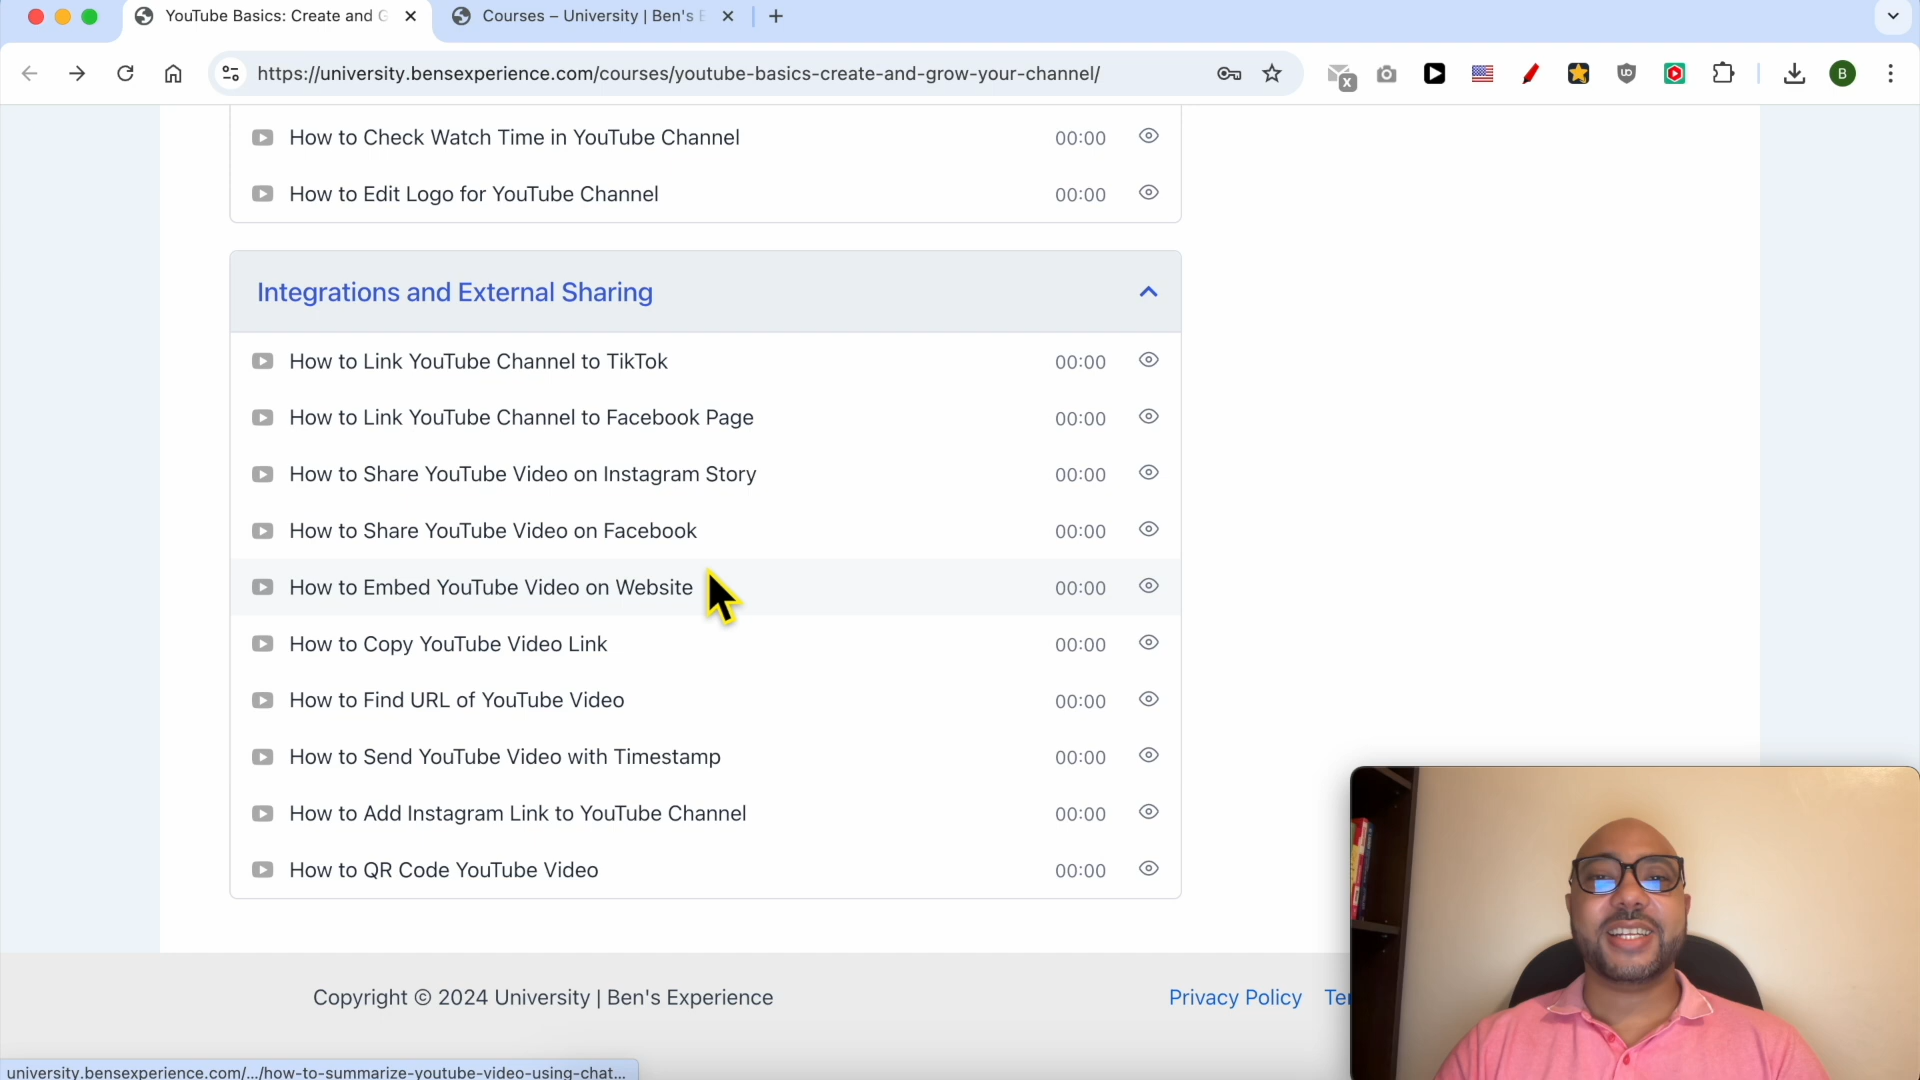 YouTube Basics: Create and G
Courses – University | Ben's E
https://university.bensexperience.com/courses/youtube-basics-create-and-grow-your-channel/
How to Check Watch Time in YouTube Channel 00:00
How to Edit Logo for YouTube Channel 00:00
Integrations and External Sharing
How to Link YouTube Channel to TikTok 00:00
How to Link YouTube Channel to Facebook Page 00:00
How to Share YouTube Video on Instagram Story 00:00
How to Share YouTube Video on Facebook 00:00
How to Embed YouTube Video on Website 00:00
How to Copy YouTube Video Link 00:00
How to Find URL of YouTube Video 00:00
How to Send YouTube Video with Timestamp 00:00
How to Add Instagram Link to YouTube Channel 00:00
How to QR Code YouTube Video 00:00
Copyright © 2024 University | Ben's Experience
Privacy Policy
university.bensexperience.com/.../how-to-summarize-youtube-video-using-chat...
X
B